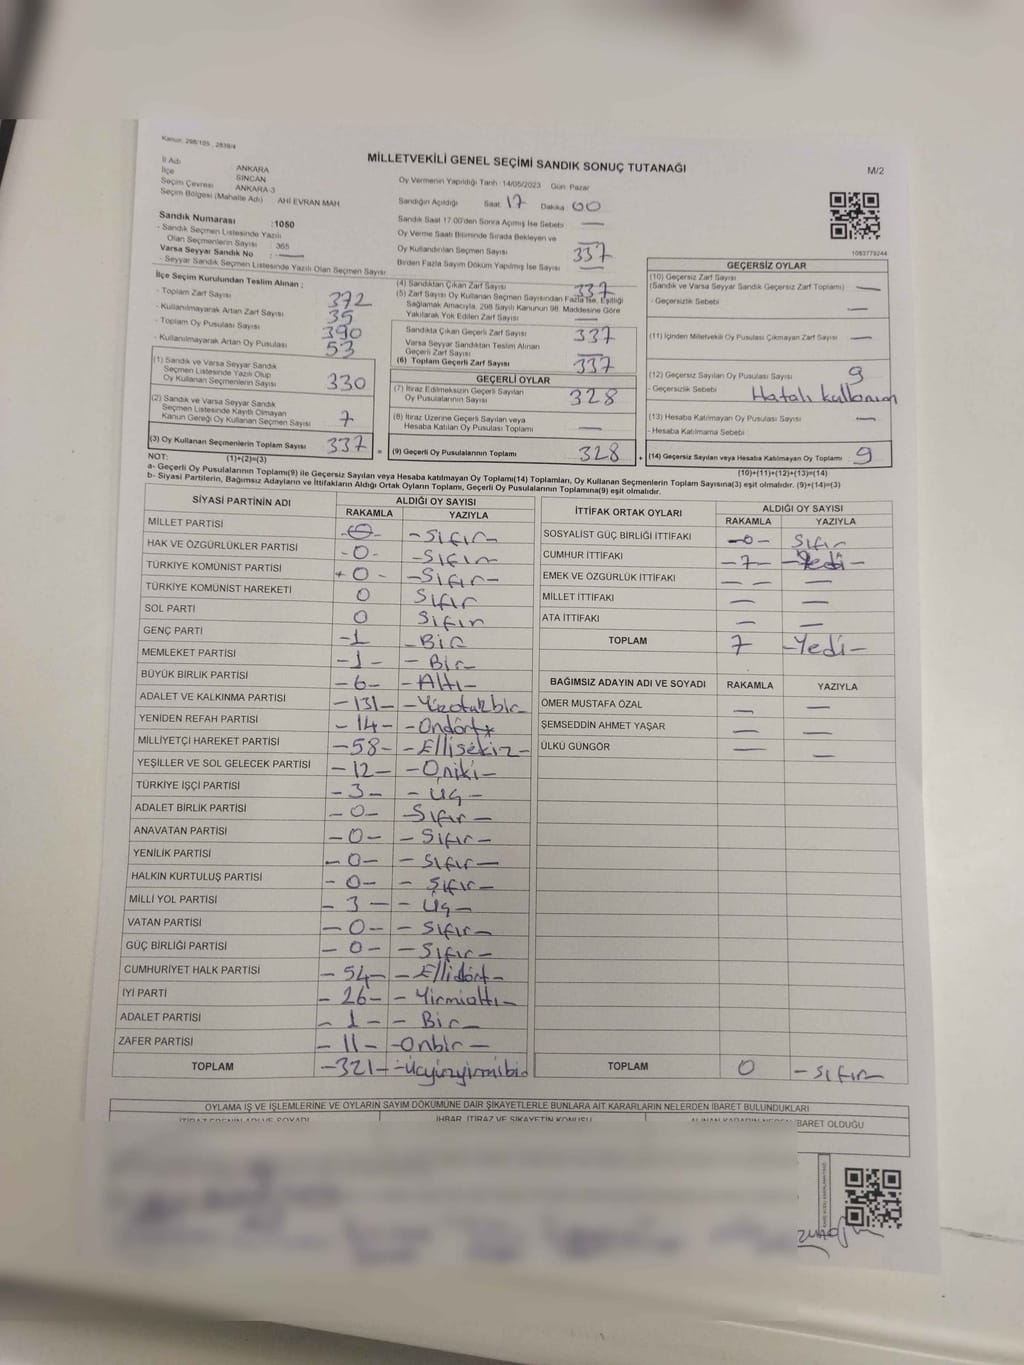 Kanun: 298/105 , 2839/4
MİLLETVEKİLİ GENEL SEÇİMİ SANDIK SONUÇ TUTANAĞI
M/2
İl Adı : ANKARA
İlçe : SİNCAN
Seçim Çevresi : ANKARA-3
Seçim Bölgesi (Mahalle Adı) : AHİ EVRAN MAH
Sandık Numarası : 1050
- Sandık Seçmen Listesinde Yazılı
Olan Seçmenlerin Sayısı : 365
Varsa Seyyar Sandık No : —
- Seyyar Sandık Seçmen Listesinde Yazılı Olan Seçmen Sayısı
Oy Vermenin Yapıldığı Tarih :14/05/2023 Gün Pazar
Sandığın Açıldığı Saat 17 Dakika 00
Sandık Saat 17.00'den Sonra Açılmış İse Sebebi —
Oy Verme Saati Bitiminde Sırada Bekleyen ve
Oy Kullandırılan Seçmen Sayısı 337
Birden Fazla Sayım Döküm Yapılmış İse Sayısı —
1083779244
İlçe Seçim Kurulundan Teslim Alınan :
- Toplam Zarf Sayısı 372
- Kullanılmayarak Artan Zarf Sayısı 35
- Toplam Oy Pusulası Sayısı 390
- Kullanılmayarak Artan Oy Pusulası 53
(1) Sandık ve Varsa Seyyar Sandık
Seçmen Listesinde Yazılı Olup
Oy Kullanan Seçmenlerin Sayısı 330
(2) Sandık ve Varsa Seyyar Sandık
Seçmen Listesinde Kayıtlı Olmayan
Kanun Gereği Oy Kullanan Seçmen Sayısı 7
(3) Oy Kullanan Seçmenlerin Toplam Sayısı 337
(4) Sandıktan Çıkan Zarf Sayısı 337
(5) Zarf Sayısı Oy Kullanan Seçmen Sayısından Fazla İse, Eşitliği
Sağlamak Amacıyla, 298 Sayılı Kanunun 98. Maddesine Göre
Yakılarak Yok Edilen Zarf Sayısı —
Sandıkta Çıkan Geçerli Zarf Sayısı 337
Varsa Seyyar Sandıktan Teslim Alınan
Geçerli Zarf Sayısı —
(6) Toplam Geçerli Zarf Sayısı 337
GEÇERLİ OYLAR
(7) İtiraz Edilmeksizin Geçerli Sayılan
Oy Pusulalarının Sayısı 328
(8) İtiraz Üzerine Geçerli Sayılan veya
Hesaba Katılan Oy Pusulası Toplamı —
(9) Geçerli Oy Pusulalarının Toplamı 328
GEÇERSİZ OYLAR
(10) Geçersiz Zarf Sayısı
(Sandık ve Varsa Seyyar Sandık Geçersiz Zarf Toplamı) —
- Geçersizlik Sebebi —
(11) İçinden Milletvekili Oy Pusulası Çıkmayan Zarf Sayısı —
(12) Geçersiz Sayılan Oy Pusulası Sayısı 9
- Geçersizlik Sebebi Hatalı kullanım
(13) Hesaba Katılmayan Oy Pusulası Sayısı —
- Hesaba Katılmama Sebebi
(14) Geçersiz Sayılan veya Hesaba Katılmayan Oy Toplamı 9
NOT: (1)+(2)=(3)
(10)+(11)+(12)+(13)=(14)
a- Geçerli Oy Pusulalarının Toplamı(9) ile Geçersiz Sayılan veya Hesaba katılmayan Oy Toplamı(14) Toplamları, Oy Kullanan Seçmenlerin Toplam Sayısına(3) eşit olmalıdır. (9)+(14)=(3)
b- Siyasi Partilerin, Bağımsız Adayların ve İttifakların Aldığı Ortak Oyların Toplamı, Geçerli Oy Pusulalarının Toplamına(9) eşit olmalıdır.
SİYASİ PARTİNİN ADI ALDIĞI OY SAYISI
RAKAMLA YAZIYLA
MİLLET PARTİSİ -0- -Sıfır-
HAK VE ÖZGÜRLÜKLER PARTİSİ -0- -Sıfır
TÜRKİYE KOMÜNİST PARTİSİ + 0 - -Sıfır-
TÜRKİYE KOMÜNİST HAREKETİ 0 Sıfır
SOL PARTİ 0 Sıfır
GENÇ PARTİ -1 -Bir
MEMLEKET PARTİSİ -1- -Bir
BÜYÜK BİRLİK PARTİSİ -6- -Altı-
ADALET VE KALKINMA PARTİSİ -131- -Yüzotuzbir
YENİDEN REFAH PARTİSİ -14- -Ondört
MİLLİYETÇİ HAREKET PARTİSİ -58- -Ellisekiz-
YEŞİLLER VE SOL GELECEK PARTİSİ -12- -Oniki-
TÜRKİYE İŞÇİ PARTİSİ -3- -Üç-
ADALET BİRLİK PARTİSİ -0- Sıfır-
ANAVATAN PARTİSİ -0- -Sıfır-
YENİLİK PARTİSİ -0- -Sıfır-
HALKIN KURTULUŞ PARTİSİ -0- -Sıfır-
MİLLİ YOL PARTİSİ -3- -Üç-
VATAN PARTİSİ -0- -Sıfır-
GÜÇ BİRLİĞİ PARTİSİ -0- -Sıfır-
CUMHURİYET HALK PARTİSİ -54- -Ellidört-
İYİ PARTİ -26- -Yirmialtı-
ADALET PARTİSİ -1- -Bir-
ZAFER PARTİSİ -11- -Onbir-
TOPLAM -321- -Üçyüzyirmibir
İTTİFAK ORTAK OYLARI ALDIĞI OY SAYISI
RAKAMLA YAZIYLA
SOSYALİST GÜÇ BİRLİĞİ İTTİFAKI -0- Sıfır
CUMHUR İTTİFAKI -7- -Yedi-
EMEK VE ÖZGÜRLÜK İTTİFAKI — —
MİLLET İTTİFAKI — —
ATA İTTİFAKI — —
TOPLAM 7 -Yedi-
BAĞIMSIZ ADAYIN ADI VE SOYADI RAKAMLA YAZIYLA
ÖMER MUSTAFA ÖZAL — —
ŞEMSEDDİN AHMET YAŞAR — —
ÜLKÜ GÜNGÖR — —
TOPLAM 0 -Sıfır
OYLAMA İŞ VE İŞLEMLERİNE VE OYLARIN SAYIM DÖKÜMÜNE DAİR ŞİKAYETLERLE BUNLARA AİT KARARLARIN NELERDEN İBARET BULUNDUKLARI
İHBAR, İTİRAZ VE ŞİKAYETİN KONUSU
BARET OLDUĞU